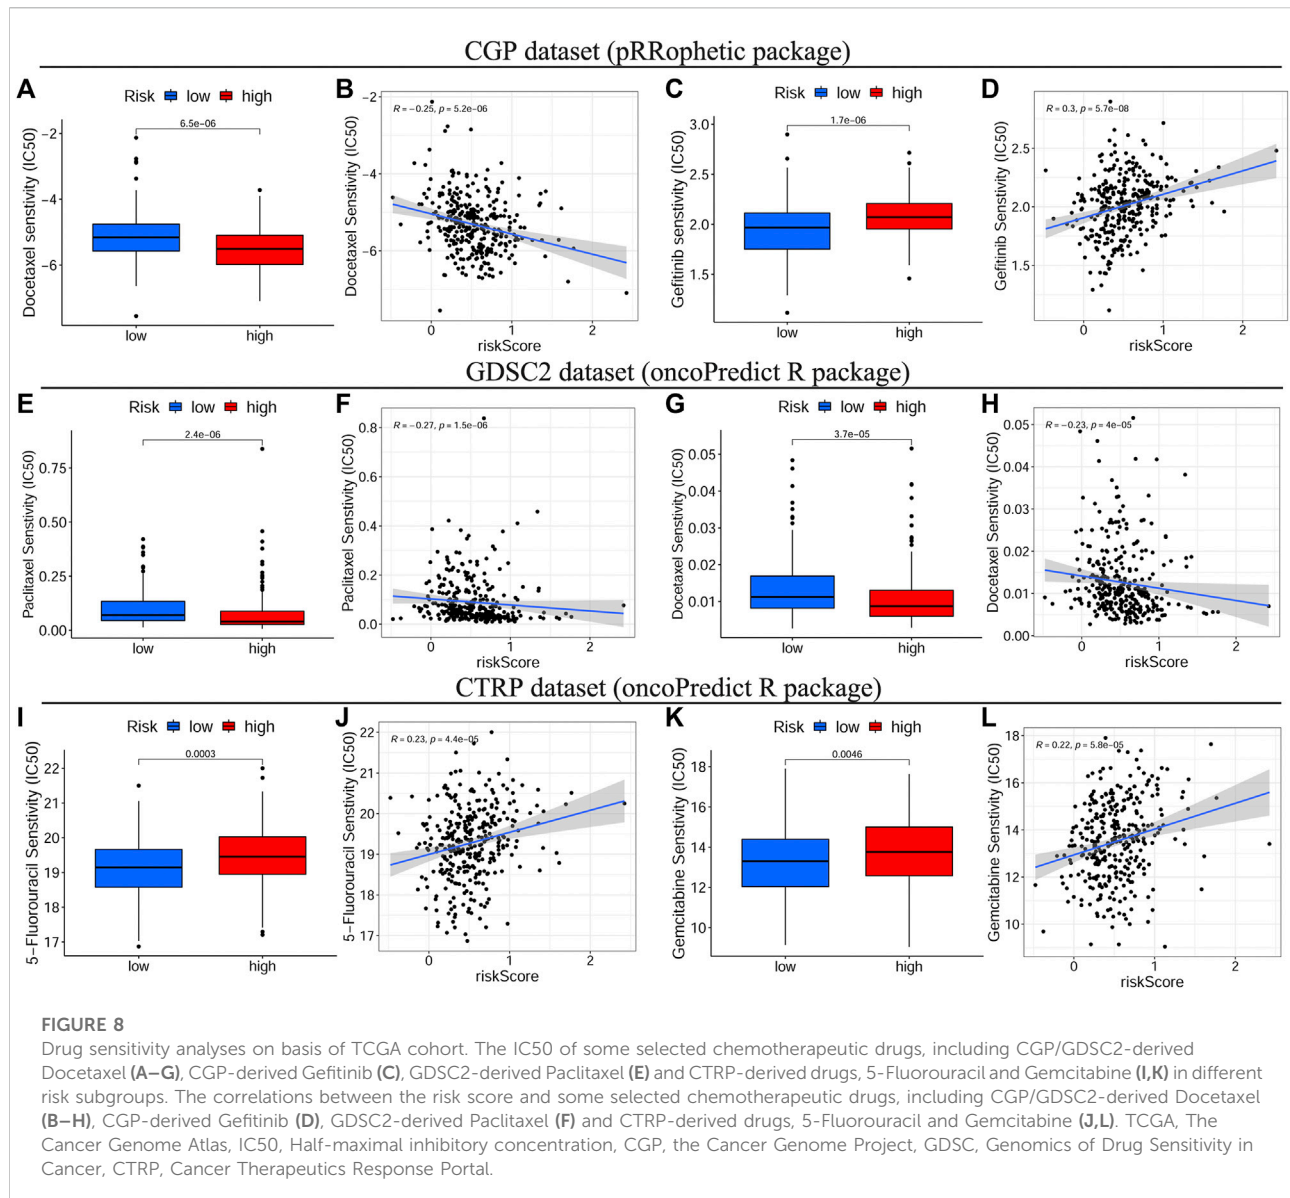 CGP dataset (pRRophetic package)
A
Risk low high
6.5e-06
Docetaxel sensitivity (IC50)
−2
−4
−6
low high
B
R = −0.25, p = 5.2e-06
Docetaxel Senstivity (IC50)
−2
−4
−5
−6
0 1 2
riskScore
C
Risk low high
1.7e-06
Gefitinib sensitivity (IC50)
3.0
2.5
2.0
1.5
1.0
low high
D
R = 0.3, p = 5.7e-08
Gefitinib Senstivity (IC50)
2.5
2.0
1.5
0 1 2
riskScore
GDSC2 dataset (oncoPredict R package)
E
Risk low high
2.4e-06
Paclitaxel Senstivity (IC50)
0.75
0.50
0.25
0.00
low high
F
R = −0.27, p = 1.5e-06
Paclitaxel Senstivity (IC50)
0.8
0.6
0.4
0.2
0.0
0 1 2
riskScore
G
Risk low high
3.7e-05
Docetaxel Senstivity (IC50)
0.05
0.04
0.03
0.02
0.01
low high
H
R = −0.23, p = 4e-05
Docetaxel Senstivity (IC50)
0.05
0.04
0.03
0.02
0.01
0.00
0 1 2
riskScore
CTRP dataset (oncoPredict R package)
I
Risk low high
0.0003
5−Fluorouracil Senstivity (IC50)
22
21
20
19
18
17
low high
J
R = 0.23, p = 4.4e-05
5−Fluorouracil Senstivity (IC50)
22
21
20
19
18
17
0 1 2
riskScore
K
Risk low high
0.0046
Gemcitabine Sensitivity (IC50)
18
16
14
12
10
low high
L
R = 0.22, p = 5.8e-05
Gemcitabine Senstivity (IC50)
18
16
14
12
10
0 1 2
riskScore
FIGURE 8
Drug sensitivity analyses on basis of TCGA cohort. The IC50 of some selected chemotherapeutic drugs, including CGP/GDSC2-derived
Docetaxel (A–G), CGP-derived Gefitinib (C), GDSC2-derived Paclitaxel (E) and CTRP-derived drugs, 5-Fluorouracil and Gemcitabine (I,K) in different
risk subgroups. The correlations between the risk score and some selected chemotherapeutic drugs, including CGP/GDSC2-derived Docetaxel
(B–H), CGP-derived Gefitinib (D), GDSC2-derived Paclitaxel (F) and CTRP-derived drugs, 5-Fluorouracil and Gemcitabine (J,L). TCGA, The
Cancer Genome Atlas, IC50, Half-maximal inhibitory concentration, CGP, the Cancer Genome Project, GDSC, Genomics of Drug Sensitivity in
Cancer, CTRP, Cancer Therapeutics Response Portal.